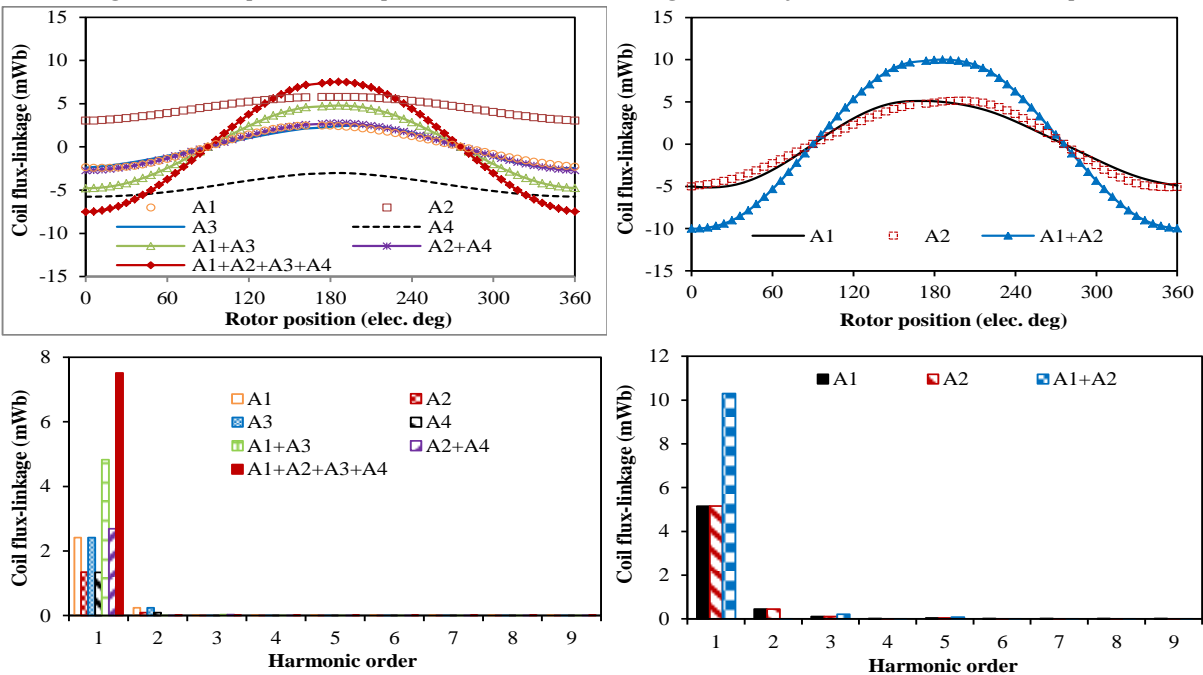 15
10
5
0
-5
-10
-15
Coil flux-linkage (mWb)
A1
A2
A3
A4
A1+A3
A2+A4
A1+A2+A3+A4
0 60 120 180 240 300 360
Rotor position (elec. deg)
15
10
5
0
-5
-10
-15
Coil flux-linkage (mWb)
A1 A2 A1+A2
0 60 120 180 240 300 360
Rotor position (elec. deg)
8
6
4
2
0
Coil flux-linkage (mWb)
A1
A2
A3
A4
A1+A3
A2+A4
A1+A2+A3+A4
1 2 3 4 5 6 7 8 9
Harmonic order
12
10
8
6
4
2
0
Coil flux-linkage (mWb)
A1 A2 A1+A2
1 2 3 4 5 6 7 8 9
Harmonic order